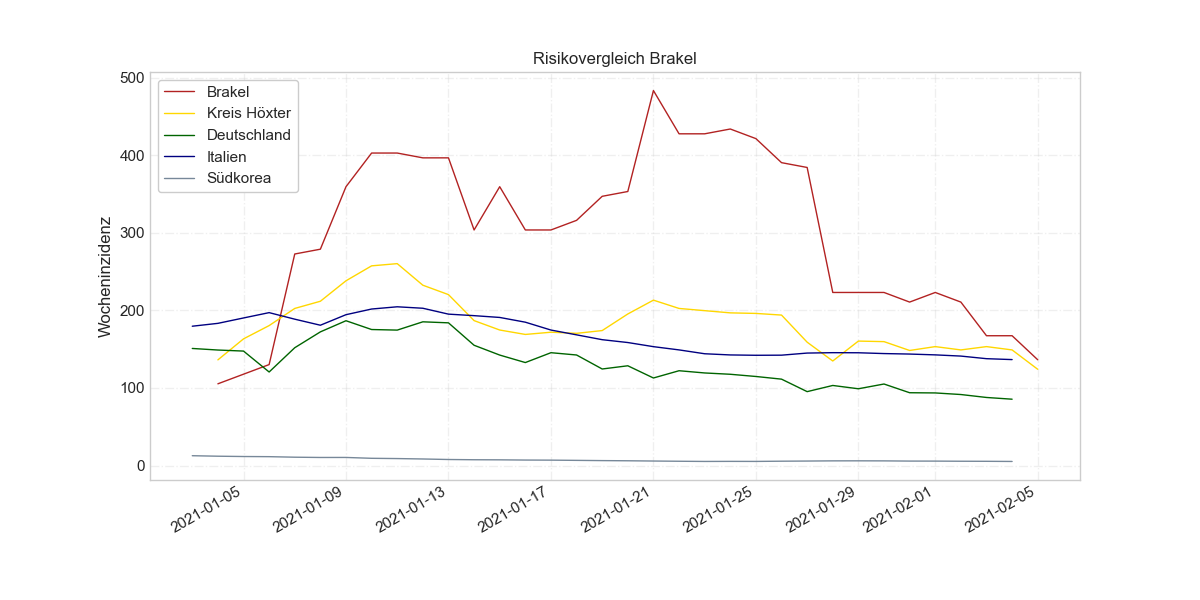 Risikovergleich Brakel
Wocheninzidenz
500
400
300
200
100
0
Brakel
Kreis Höxter
Deutschland
Italien
Südkorea
2021-01-05
2021-01-09
2021-01-13
2021-01-17
2021-01-21
2021-01-25
2021-01-29
2021-02-01
2021-02-05